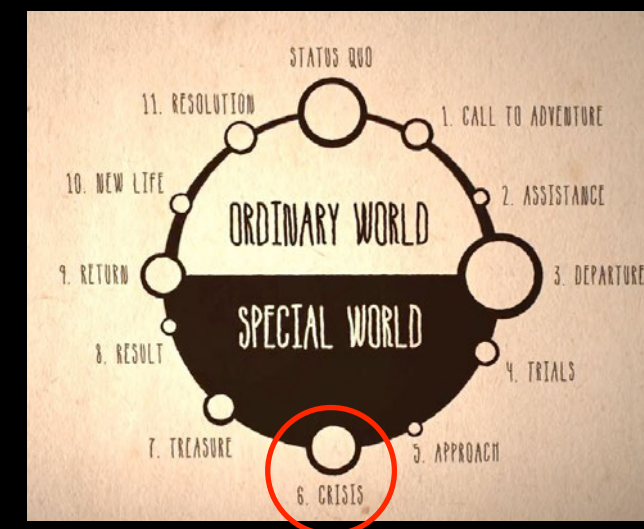 STATUS QUO
1. CALL TO ADVENTURE
2. ASSISTANCE
3. DEPARTURE
4. TRIALS
5. APPROACH
6. CRISIS
7. TREASURE
8. RESULT
9. RETURN
10. NEW LIFE
11. RESOLUTION
ORDINARY WORLD
SPECIAL WORLD